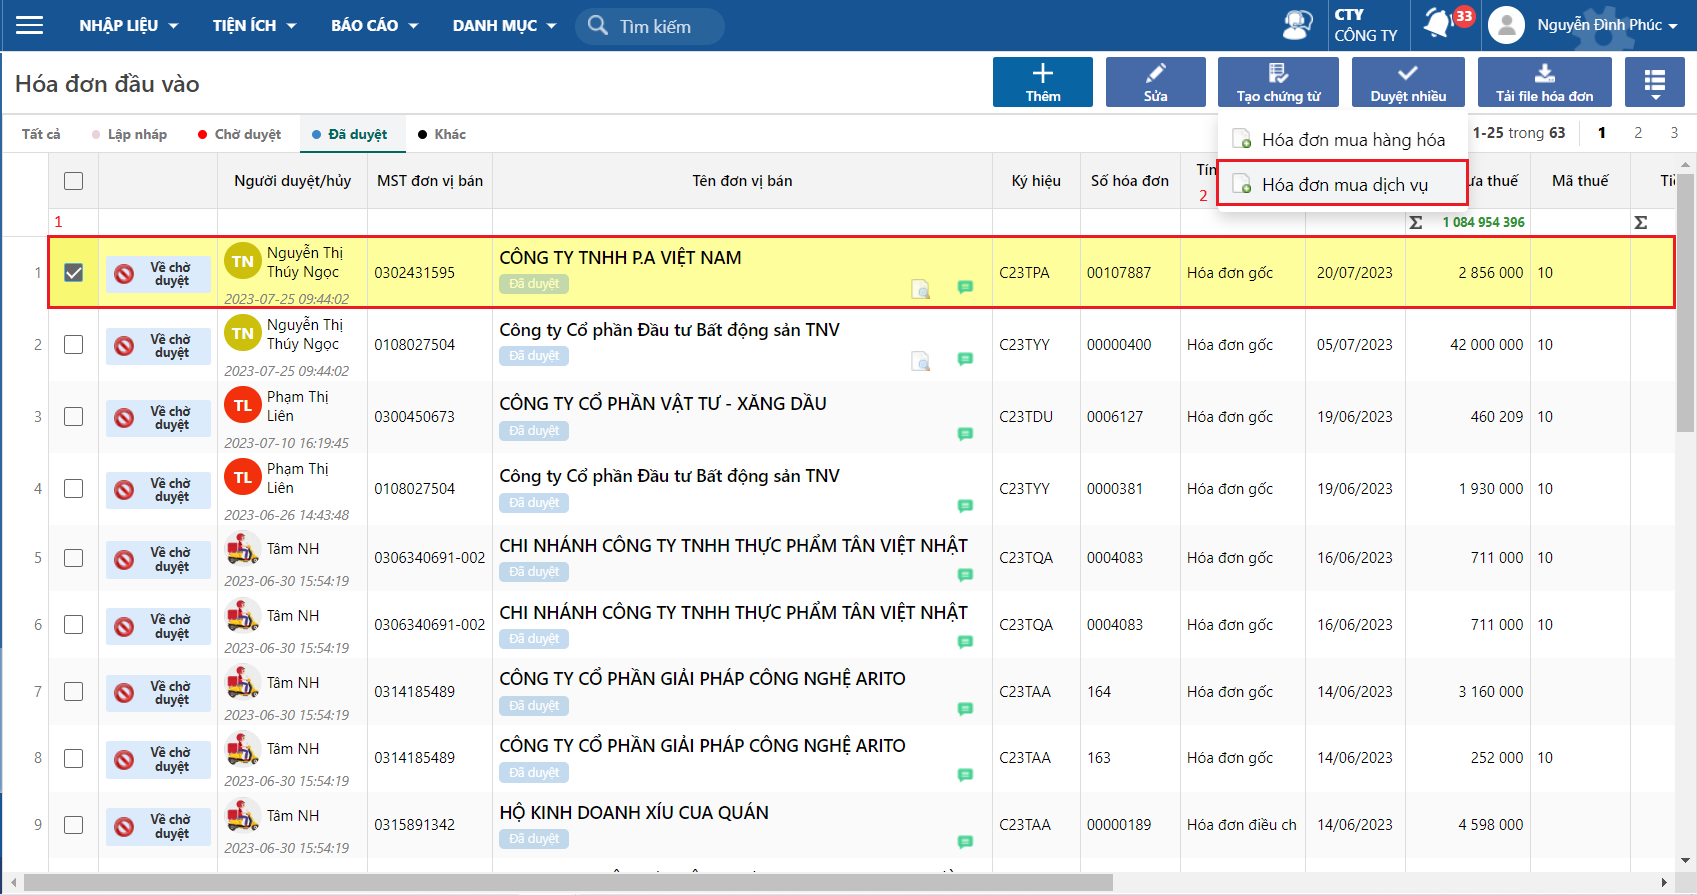 NHẬP LIỆU TIỆN ÍCH BÁO CÁO DANH MỤC Tìm kiếm CTY CÔNG TY 33 Nguyễn Đình Phúc
Hóa đơn đầu vào Thêm Sửa Tạo chứng từ Duyệt nhiều Tải file hóa đơn
Tất cả Lập nháp Chờ duyệt Đã duyệt Khác 1-25 trong 63 1 2 3
Hóa đơn mua hàng hóa
Hóa đơn mua dịch vụ
Người duyệt/hủy MST đơn vị bán Tên đơn vị bán Ký hiệu Số hóa đơn Tín ưa thuế Mã thuế Tiề
2
1 Σ 1 084 954 396 Σ
1 Về chờ duyệt TN Nguyễn Thị Thúy Ngọc 2023-07-25 09:44:02 0302431595 CÔNG TY TNHH P.A VIỆT NAM Đã duyệt C23TPA 00107887 Hóa đơn gốc 20/07/2023 2 856 000 10
2 Về chờ duyệt TN Nguyễn Thị Thúy Ngọc 2023-07-25 09:44:02 0108027504 Công ty Cổ phần Đầu tư Bất động sản TNV Đã duyệt C23TYY 00000400 Hóa đơn gốc 05/07/2023 42 000 000 10
3 Về chờ duyệt TL Phạm Thị Liên 2023-07-10 16:19:45 0300450673 CÔNG TY CỔ PHẦN VẬT TƯ - XĂNG DẦU Đã duyệt C23TDU 0006127 Hóa đơn gốc 19/06/2023 460 209 10
4 Về chờ duyệt TL Phạm Thị Liên 2023-06-26 14:43:48 0108027504 Công ty Cổ phần Đầu tư Bất động sản TNV Đã duyệt C23TYY 0000381 Hóa đơn gốc 19/06/2023 1 930 000 10
5 Về chờ duyệt Tâm NH 2023-06-30 15:54:19 0306340691-002 CHI NHÁNH CÔNG TY TNHH THỰC PHẨM TÂN VIỆT NHẬT Đã duyệt C23TQA 0004083 Hóa đơn gốc 16/06/2023 711 000 10
6 Về chờ duyệt Tâm NH 2023-06-30 15:54:19 0306340691-002 CHI NHÁNH CÔNG TY TNHH THỰC PHẨM TÂN VIỆT NHẬT Đã duyệt C23TQA 0004083 Hóa đơn gốc 16/06/2023 711 000 10
7 Về chờ duyệt Tâm NH 2023-06-30 15:54:19 0314185489 CÔNG TY CỔ PHẦN GIẢI PHÁP CÔNG NGHỆ ARITO Đã duyệt C23TAA 164 Hóa đơn gốc 14/06/2023 3 160 000
8 Về chờ duyệt Tâm NH 2023-06-30 15:54:19 0314185489 CÔNG TY CỔ PHẦN GIẢI PHÁP CÔNG NGHỆ ARITO Đã duyệt C23TAA 163 Hóa đơn gốc 14/06/2023 252 000 10
9 Về chờ duyệt Tâm NH 2023-06-30 15:54:19 0315891342 HỘ KINH DOANH XÍU CUA QUÁN Đã duyệt C23TAA 00000189 Hóa đơn điều ch 14/06/2023 4 598 000